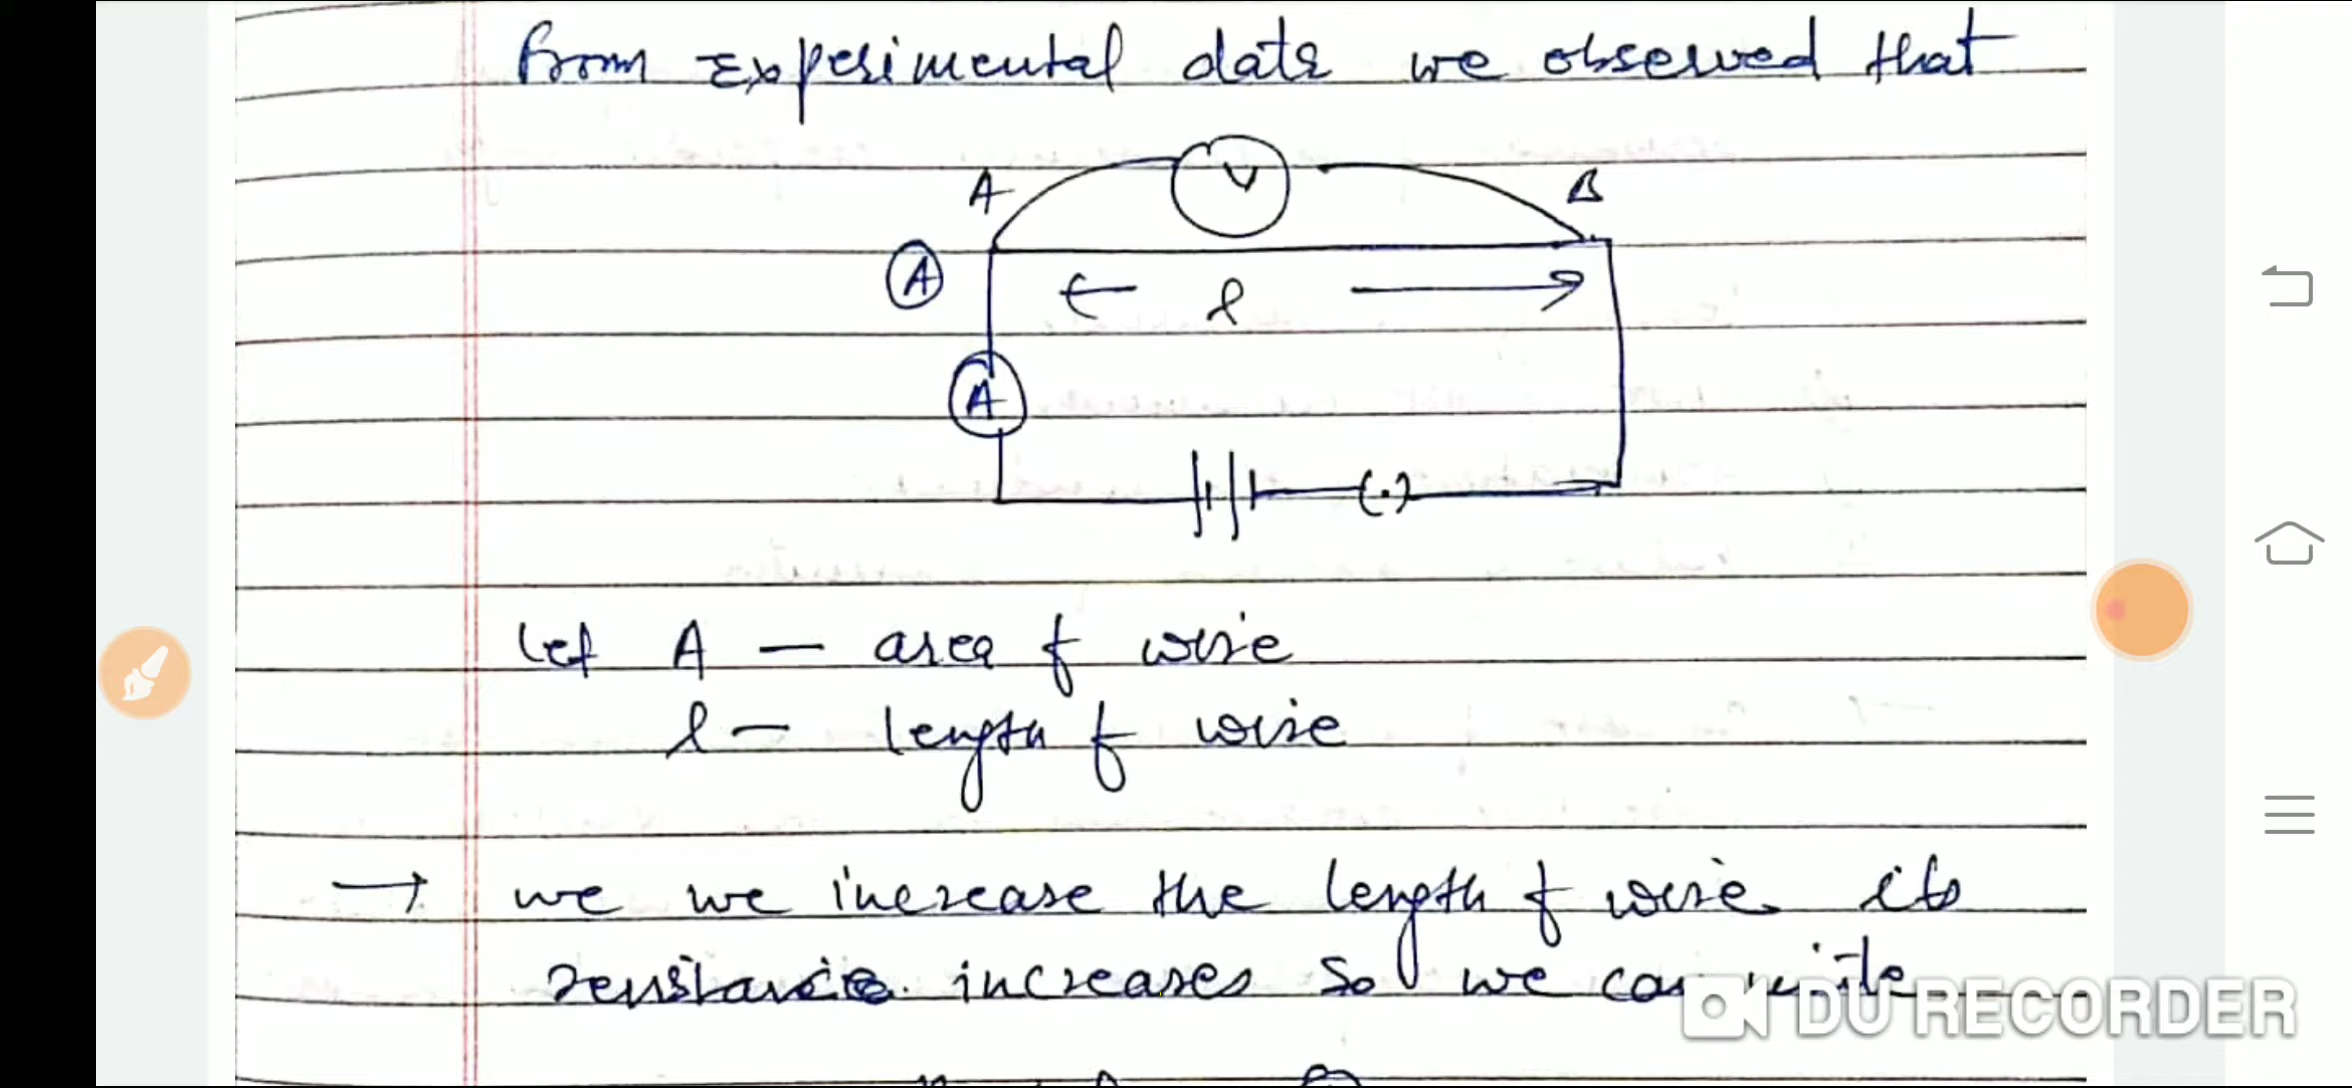 from Experimental data we observed that
A V B
A
l
A
Let A — area of wire
l — length of wire
→ we we increase the length of wire its
resistance increases so we can write
DU RECORDER